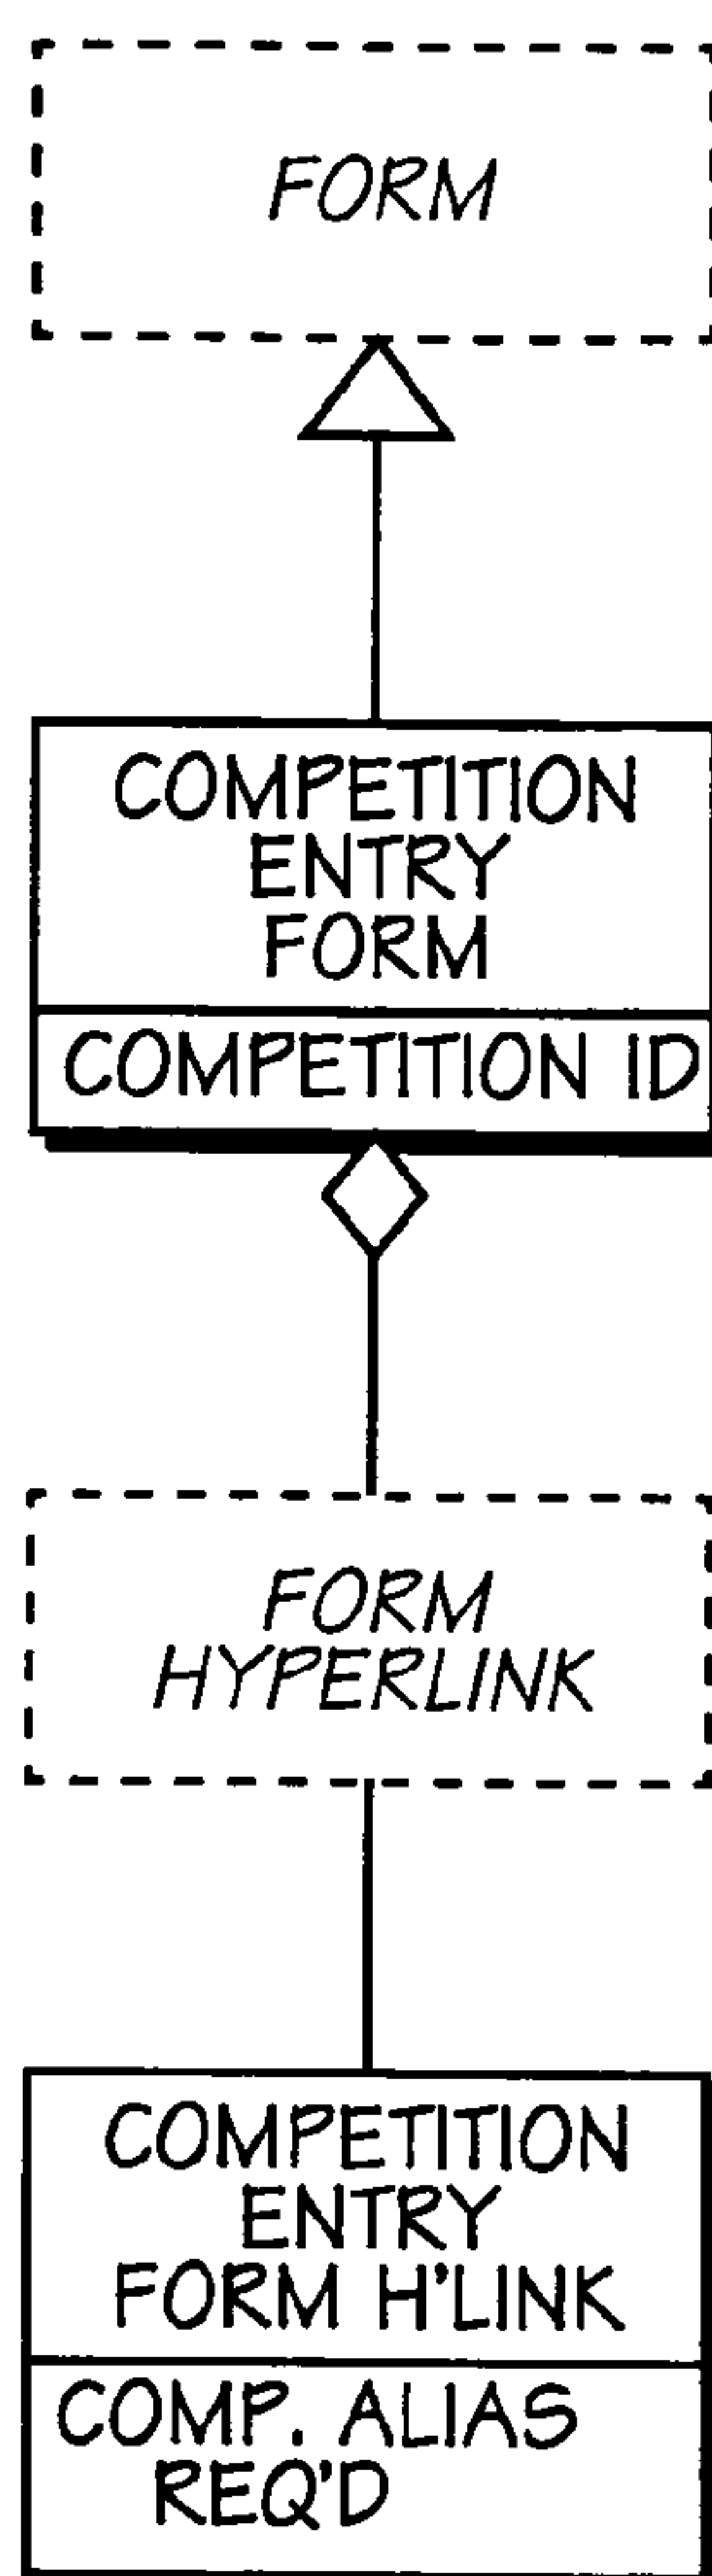 FORM
COMPETITION
ENTRY
FORM
COMPETITION ID
FORM
HYPERLINK
COMPETITION
ENTRY
FORM H'LINK
COMP. ALIAS
REQ'D